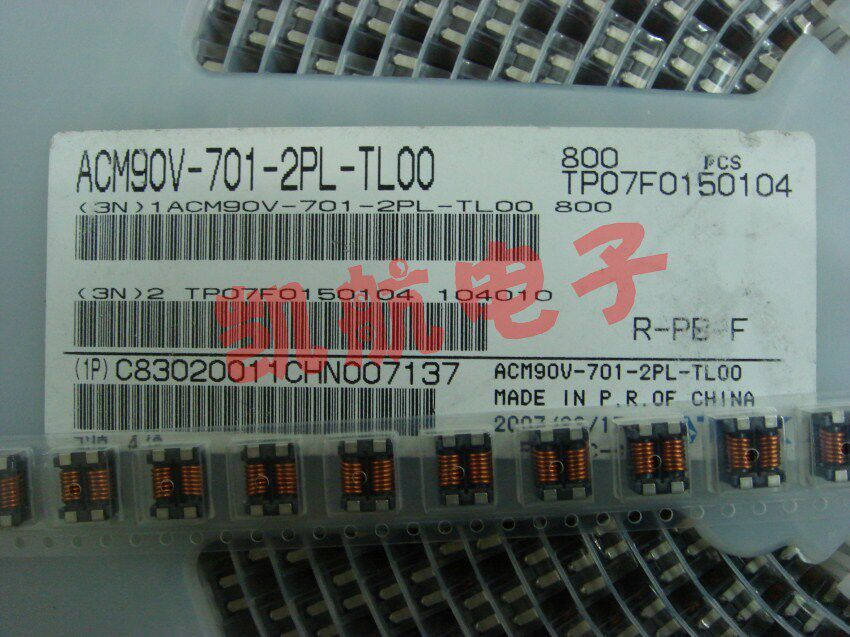 ACM90V-701-2PL-TL00
800 PCS
TP07F0150104
(3N)1ACM90V-701-2PL-TL00 800
(3N)2 TP07F0150104 104010
凯航电子
R-PB-F
(1P) C83020011CHN007137
ACM90V-701-2PL-TL00
MADE IN P.R.OF CHINA